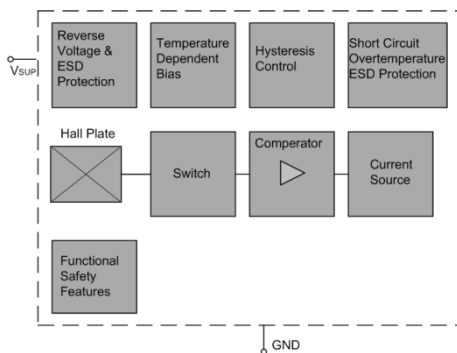 Reverse
Voltage &
ESD
Protection
Temperature
Dependent
Bias
Hysteresis
Control
Short Circuit
Overtemperature
ESD Protection
VSUP
Hall Plate
Switch
Comperator
Current
Source
Functional
Safety
Features
GND